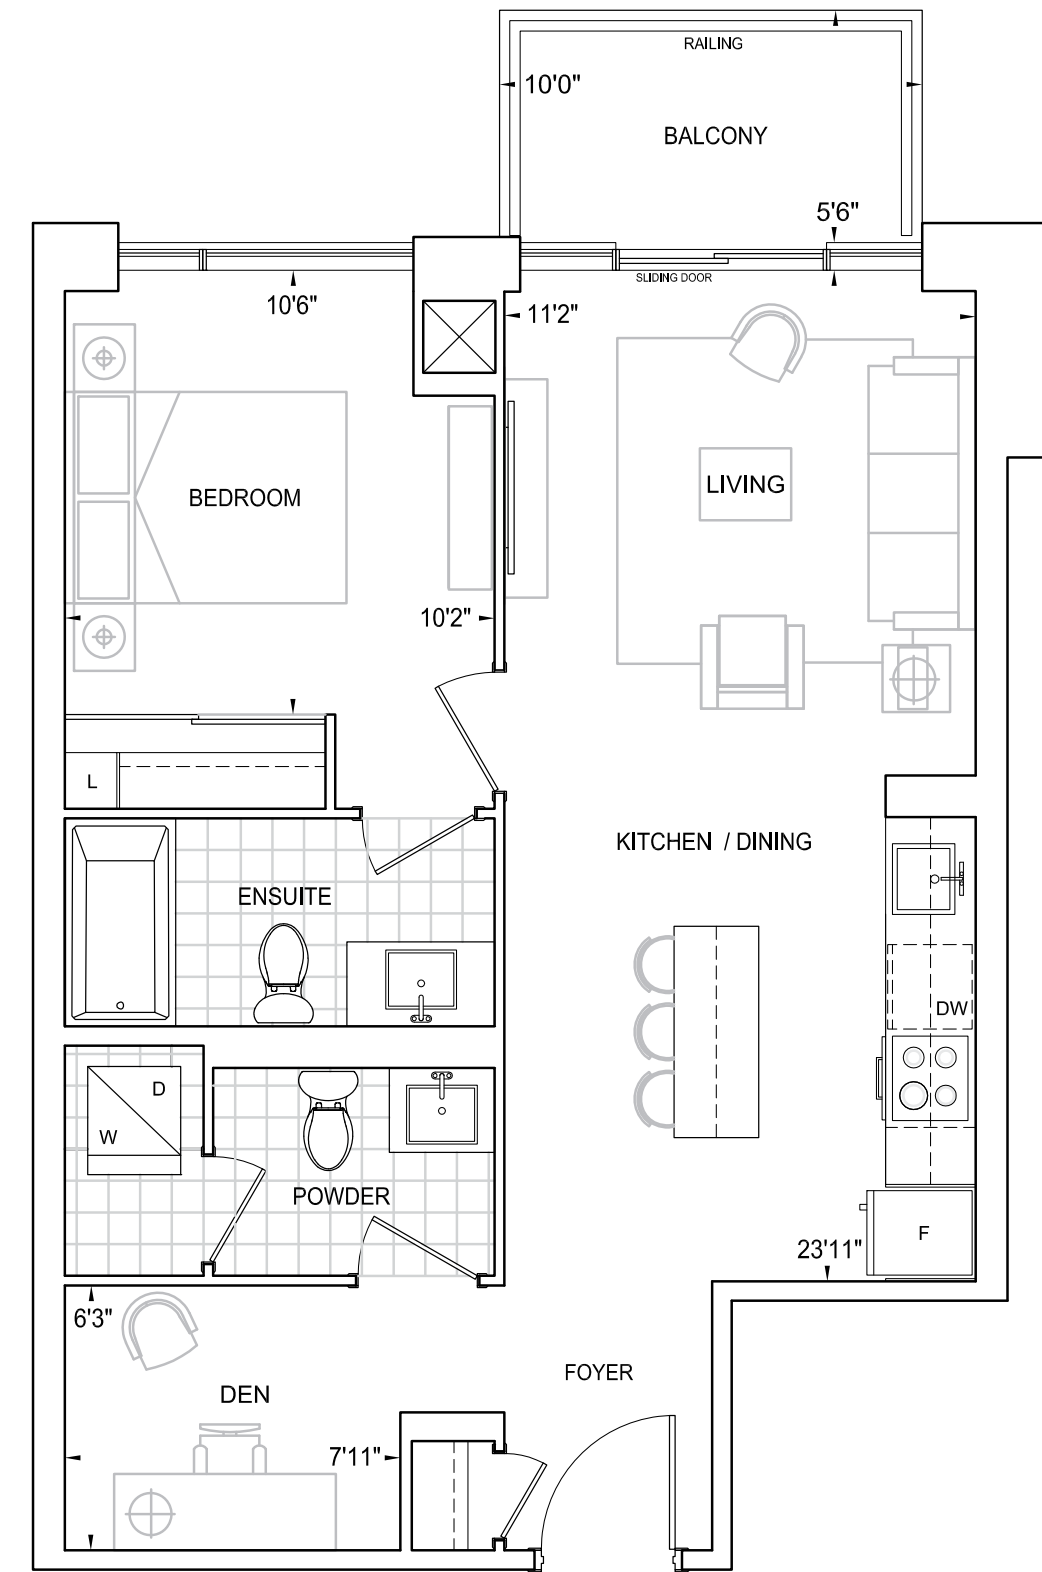 RAILING
10'0"
BALCONY
5'6"
SLIDING DOOR
10'6"
11'2"
LIVING
BEDROOM
10'2"
L
KITCHEN / DINING
ENSUITE
DW
D
W
POWDER
F
23'11"
6'3"
FOYER
DEN
7'11"